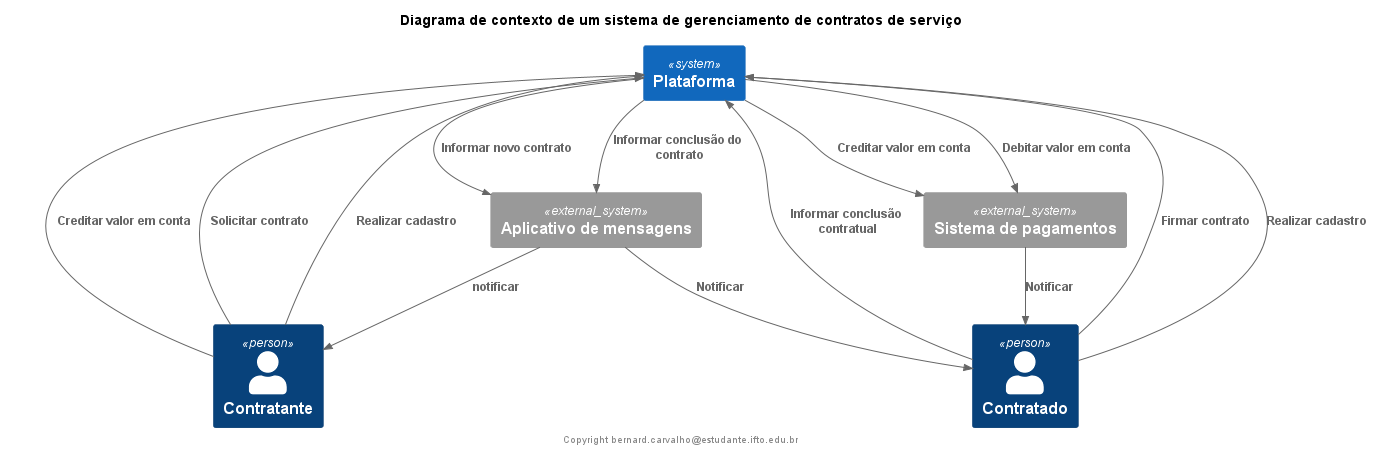 Diagrama de contexto de um sistema de gerenciamento de contratos de serviço
«system»
Plataforma
Informar novo contrato
Informar conclusão do
contrato
Creditar valor em conta
Debitar valor em conta
Creditar valor em conta
Solicitar contrato
Realizar cadastro
«external_system»
Aplicativo de mensagens
Informar conclusão
contratual
«external_system»
Sistema de pagamentos
Firmar contrato
Realizar cadastro
notificar
Notificar
Notificar
«person»
Contratante
«person»
Contratado
Copyright bernard.carvalho@estudante.ifto.edu.br